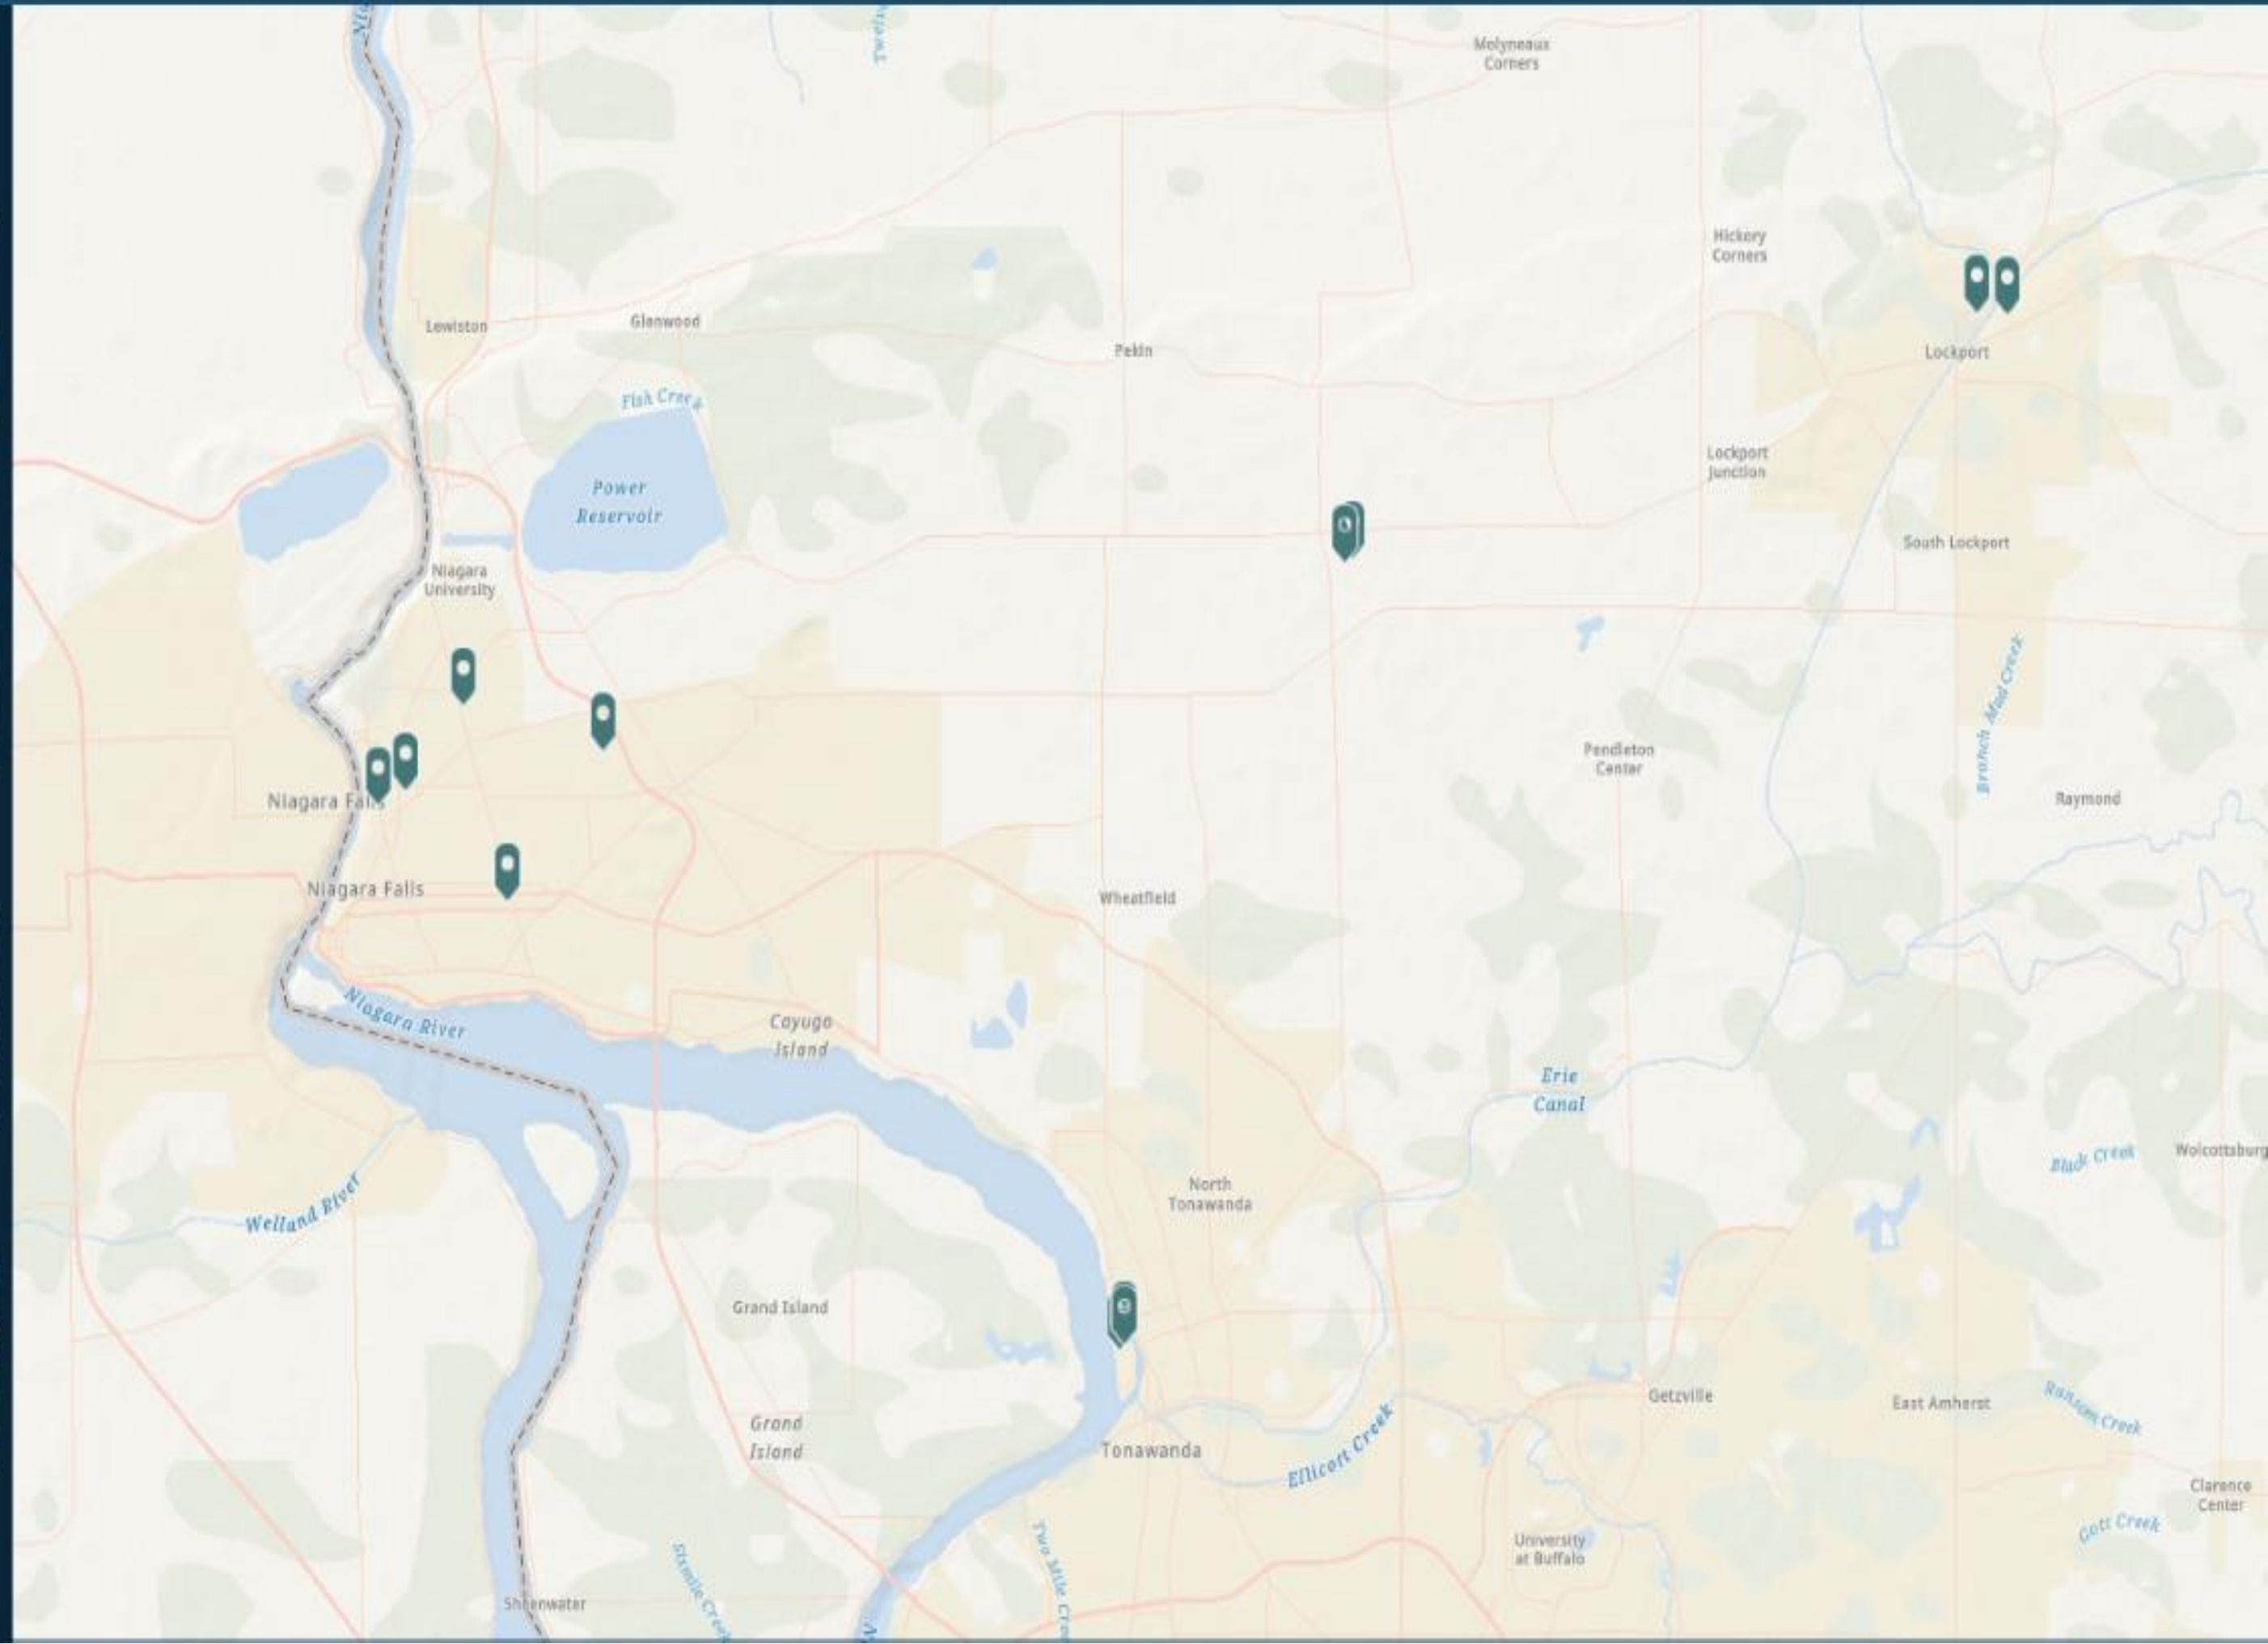 Molyneaux
Corners
Hickory
Corners
Lewiston
Glenwood
Pekin
Lockport
Fish Creek
Lockport
Junction
Power
Reservoir
South Lockport
Niagara
University
Branch Mud Creek
Pendleton
Center
Niagara Falls
Raymond
Niagara Falls
Wheatfield
Niagara River
Cayuga
Island
Erie
Canal
Black Creek
Wolcottsburg
Welland River
North
Tonawanda
Grand Island
Getzville
East Amherst
Ransom Creek
Grand
Island
Tonawanda
Ellicott Creek
Clarence
Center
Gott Creek
University
at Buffalo
Sixmile Creek
Two Mile Cree
Sheenwater